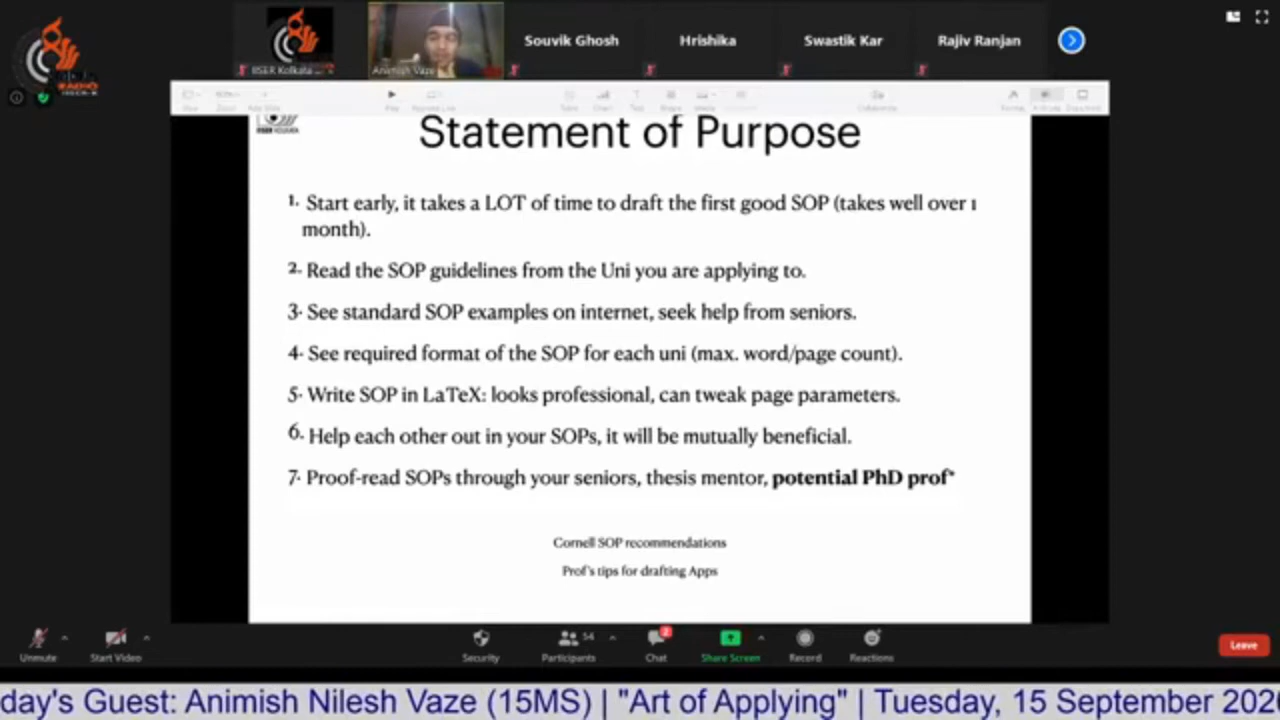 Souvik Ghosh
Hrishika
Swastik Kar
Rajiv Ranjan
IISER Kolkata
Animish Vaze
RADIO
IISER KOLKATA
Statement of Purpose
1. Start early, it takes a LOT of time to draft the first good SOP (takes well over 1
month).
2. Read the SOP guidelines from the Uni you are applying to.
3. See standard SOP examples on internet, seek help from seniors.
4. See required format of the SOP for each uni (max. word/page count).
5. Write SOP in LaTeX: looks professional, can tweak page parameters.
6. Help each other out in your SOPs, it will be mutually beneficial.
7. Proof-read SOPs through your seniors, thesis mentor, potential PhD prof*
Cornell SOP recommendations
Prof's tips for drafting Apps
54
2
Unmute
Start Video
Security
Participants
Chat
Share Screen
Record
Reactions
Leave
day's Guest: Animish Nilesh Vaze (15MS) | "Art of Applying" | Tuesday, 15 September 202